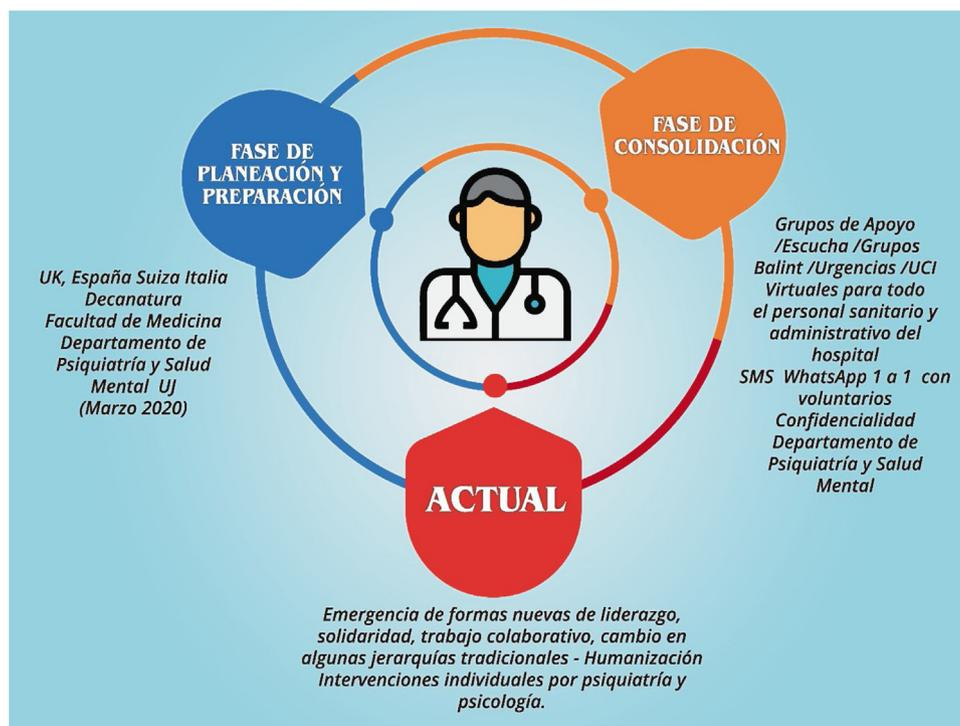 FASE DE
PLANEACIÓN Y
PREPARACIÓN
UK, España Suiza Italia
Decanatura
Facultad de Medicina
Departamento de
Psiquiatría y Salud
Mental UJ
(Marzo 2020)
FASE DE
CONSOLIDACIÓN
Grupos de Apoyo
/Escucha /Grupos
Balint /Urgencias /UCI
Virtuales para todo
el personal sanitario y
administrativo del
hospital
SMS WhatsApp 1 a 1 con
voluntarios
Confidencialidad
Departamento de
Psiquiatría y Salud
Mental
ACTUAL
Emergencia de formas nuevas de liderazgo,
solidaridad, trabajo colaborativo, cambio en
algunas jerarquías tradicionales - Humanización
Intervenciones individuales por psiquiatría y
psicología.